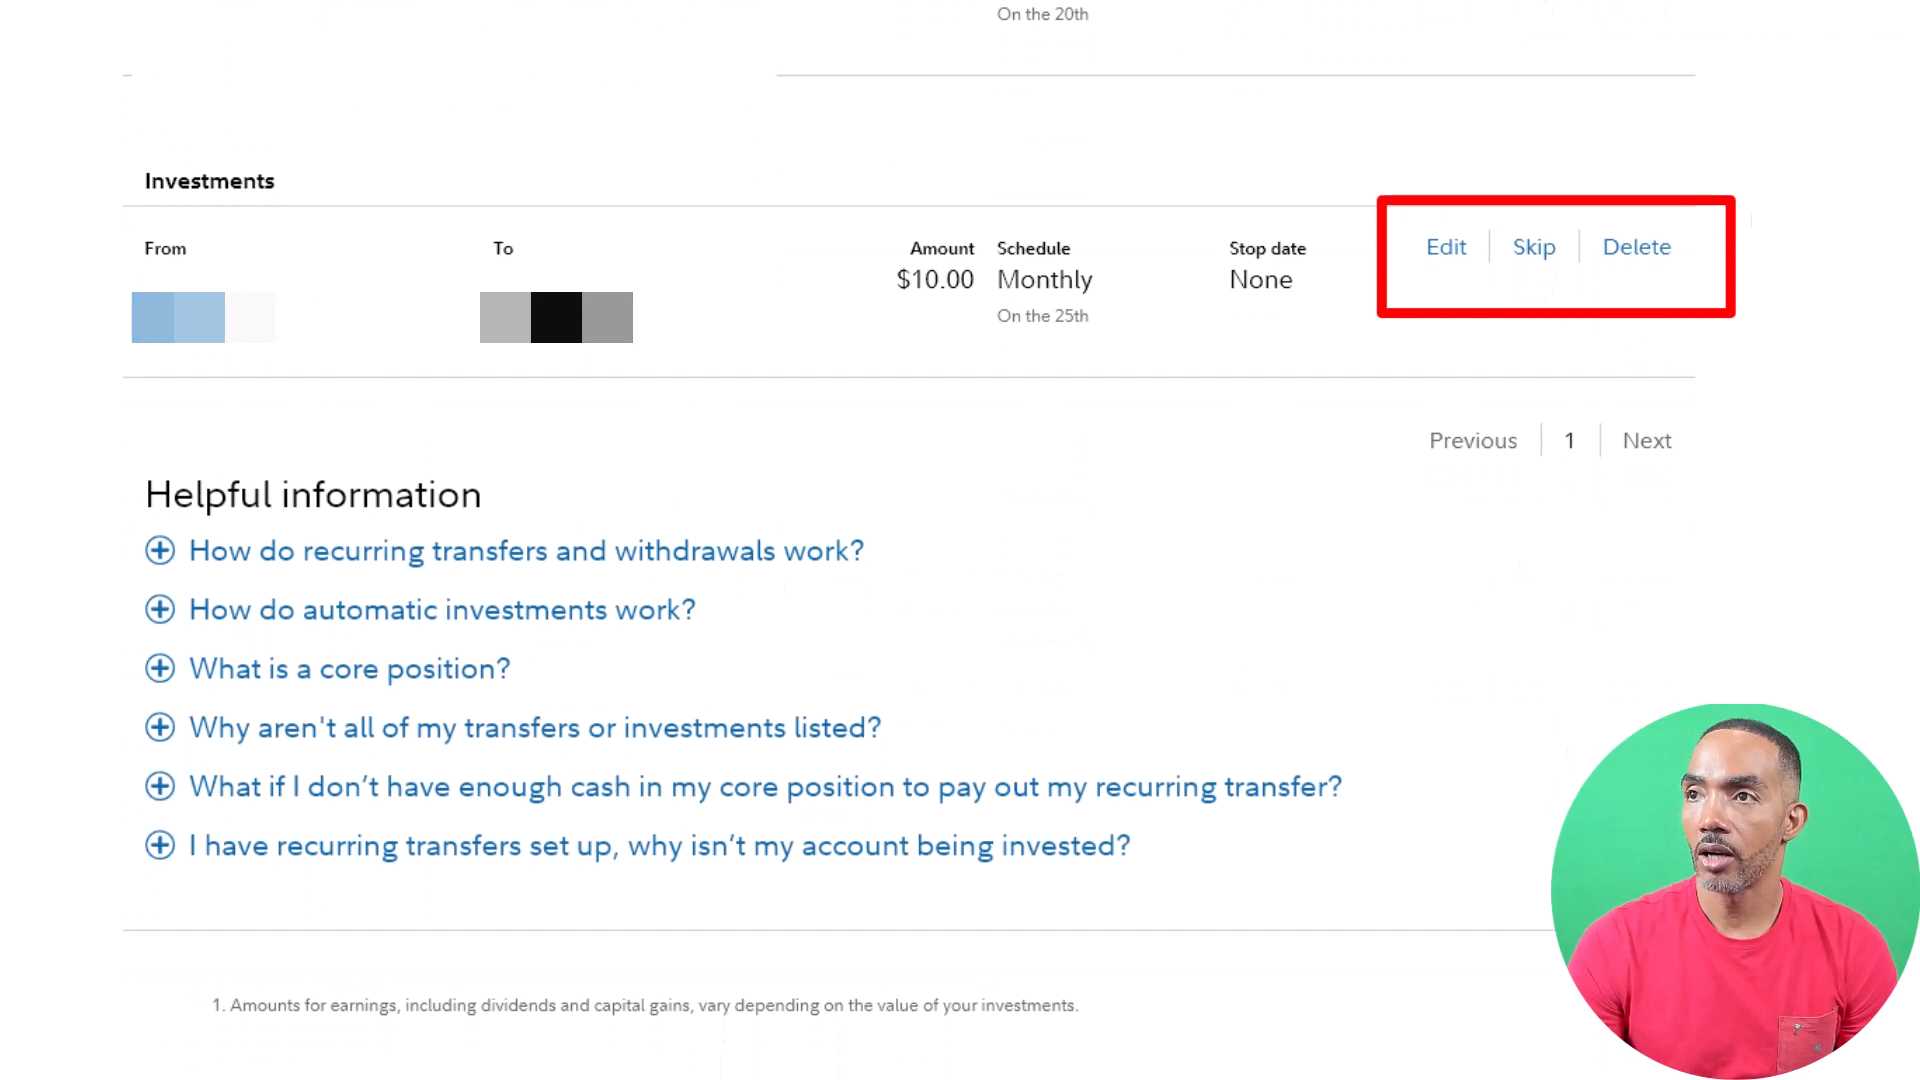 On the 20th
Investments
From To Amount Schedule Stop date Edit Skip Delete
$10.00 Monthly None
On the 25th
Previous 1 Next
Helpful information
How do recurring transfers and withdrawals work?
How do automatic investments work?
What is a core position?
Why aren't all of my transfers or investments listed?
What if I don’t have enough cash in my core position to pay out my recurring transfer?
I have recurring transfers set up, why isn’t my account being invested?
1. Amounts for earnings, including dividends and capital gains, vary depending on the value of your investments.